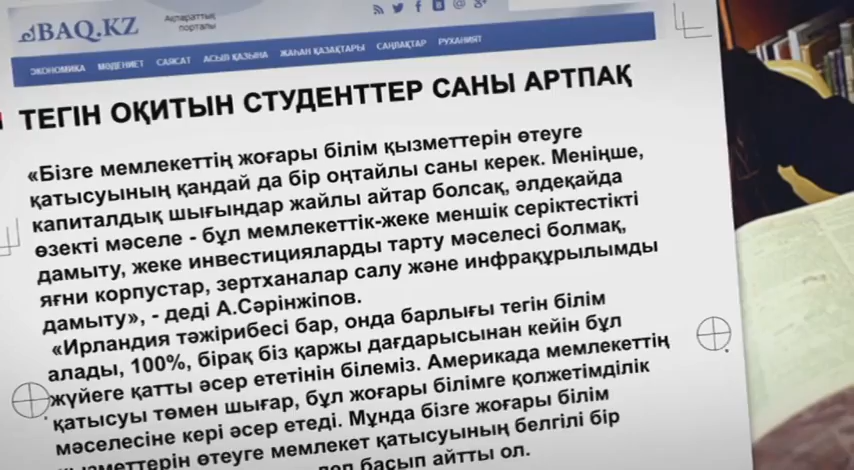 BAQ.KZ
Ақпараттық
порталы
ЭКОНОМИКА МӘДЕНИЕТ САЯСАТ АСЫЛ ҚАЗЫНА ЖАҺАН ҚАЗАҚТАРЫ САҢЛАҚТАР РУХАНИЯТ
ТЕГІН ОҚИТЫН СТУДЕНТТЕР САНЫ АРТПАҚ
«Бізге мемлекеттің жоғары білім қызметтерін өтеуге
қатысуының қандай да бір оңтайлы саны керек. Меніңше,
капиталдық шығындар жайлы айтар болсақ, әлдеқайда
өзекті мәселе - бұл мемлекеттік-жеке меншік серіктестікті
дамыту, жеке инвестицияларды тарту мәселесі болмақ,
яғни корпустар, зертханалар салу және инфрақұрылымды
дамыту», - деді А.Сәрінжіпов.
«Ирландия тәжірибесі бар, онда барлығы тегін білім
алады, 100%, бірақ біз қаржы дағдарысынан кейін бұл
жүйеге қатты әсер ететінін білеміз. Америкада мемлекеттің
қатысуы төмен шығар, бұл жоғары білімге қолжетімділік
мәселесіне кері әсер етеді. Мұнда бізге жоғары білім
қызметтерін өтеуге мемлекет қатысуының белгілі бір
деп басып айтты ол.